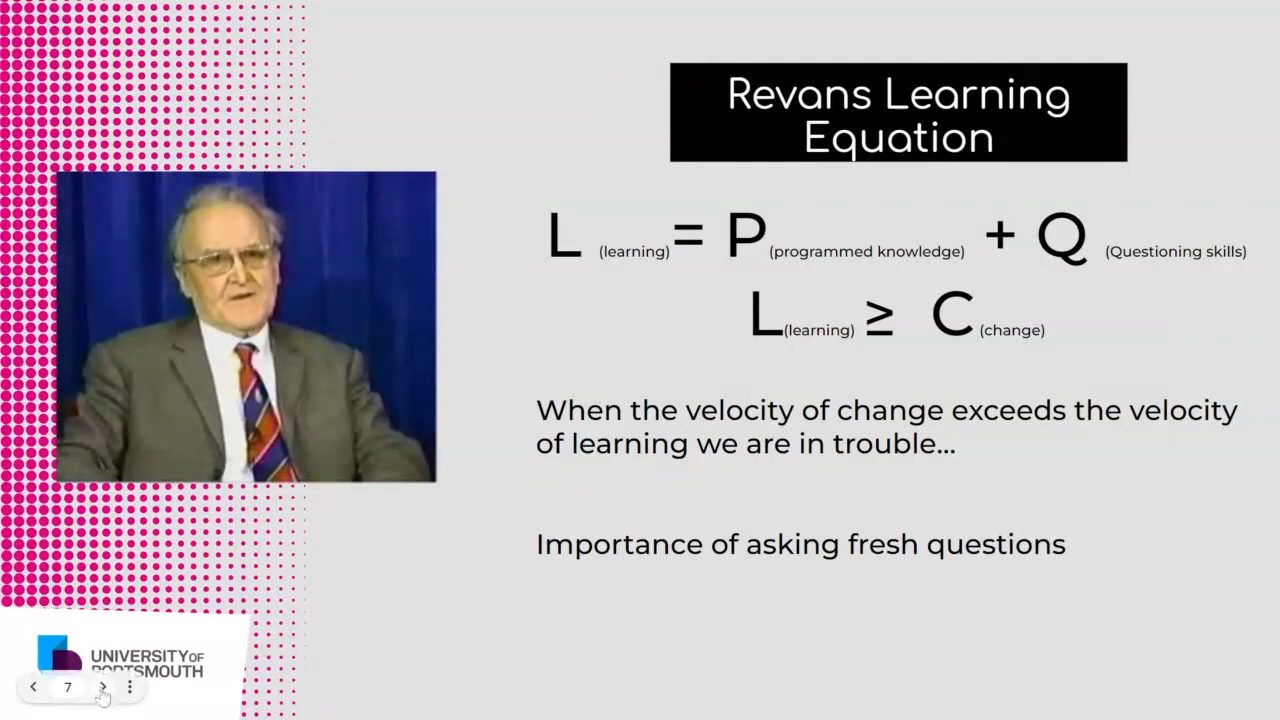 Revans Learning
Equation
L (learning) = P (programmed knowledge) + Q (Questioning skills)
L (learning) ≥ C (change)
When the velocity of change exceeds the velocity
of learning we are in trouble...
Importance of asking fresh questions
UNIVERSITY OF
PORTSMOUTH
7